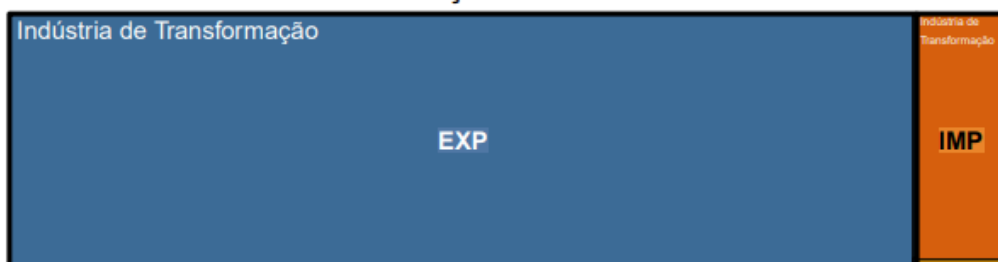 Indústria de Transformação
Indústria de
Transformação
EXP
IMP